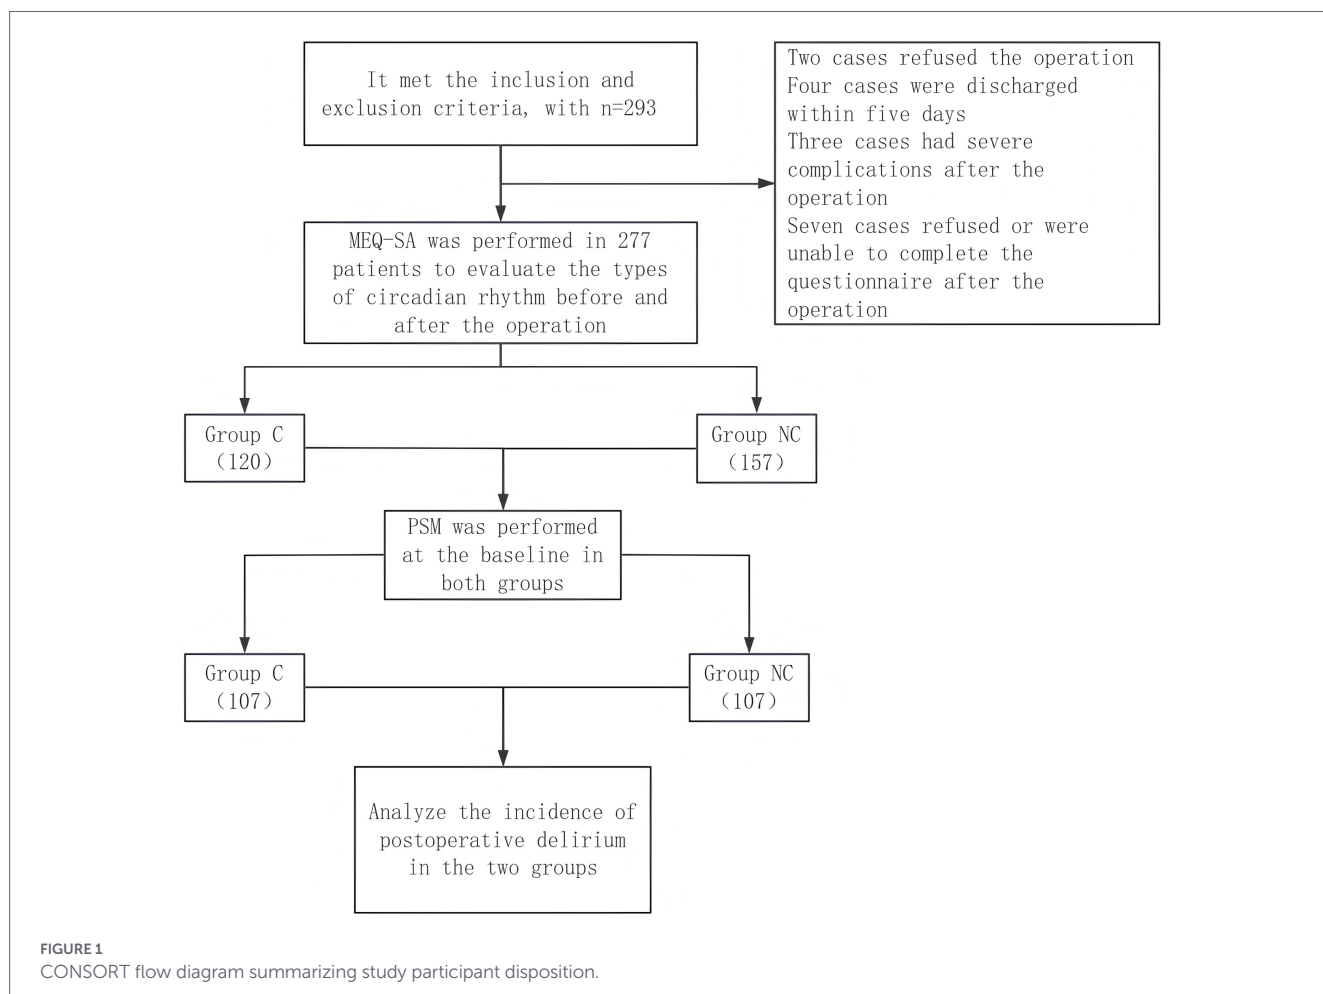 It met the inclusion and
exclusion criteria, with n=293
Two cases refused the operation
Four cases were discharged
within five days
Three cases had severe
complications after the
operation
Seven cases refused or were
unable to complete the
questionnaire after the
operation
MEQ-SA was performed in 277
patients to evaluate the types
of circadian rhythm before and
after the operation
Group C
(120)
Group NC
(157)
PSM was performed
at the baseline in
both groups
Group C
(107)
Group NC
(107)
Analyze the incidence of
postoperative delirium
in the two groups
FIGURE 1
CONSORT flow diagram summarizing study participant disposition.